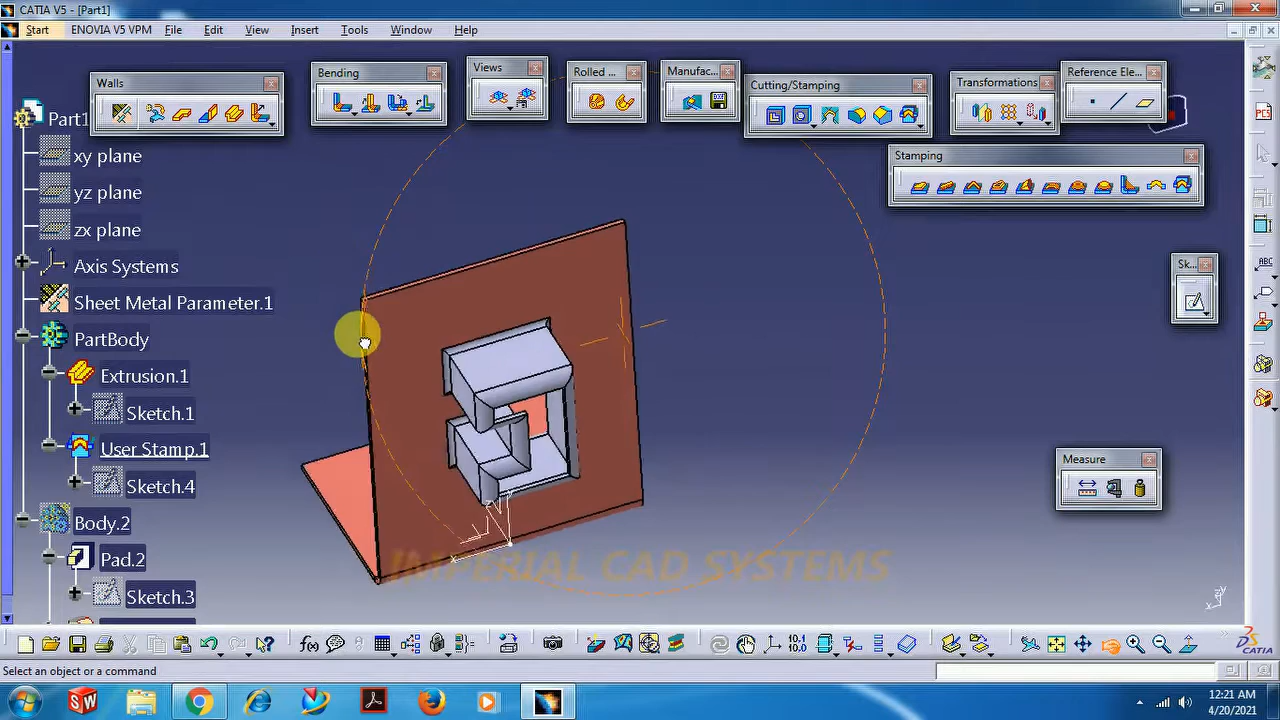 CATIA V5 - [Part1]
Start ENOVIA V5 VPM File Edit View Insert Tools Window Help
Walls
Bending
Views
Rolled ...
Manufac...
Cutting/Stamping
Transformations
Reference Ele...
Stamping
Part1
xy plane
yz plane
zx plane
Axis Systems
Sheet Metal Parameter.1
PartBody
Extrusion.1
Sketch.1
User Stamp.1
Sketch.4
Body.2
Pad.2
Sketch.3
Sk...
Measure
IMPERIAL CAD SYSTEMS
Select an object or a command
12:21 AM
4/20/2021